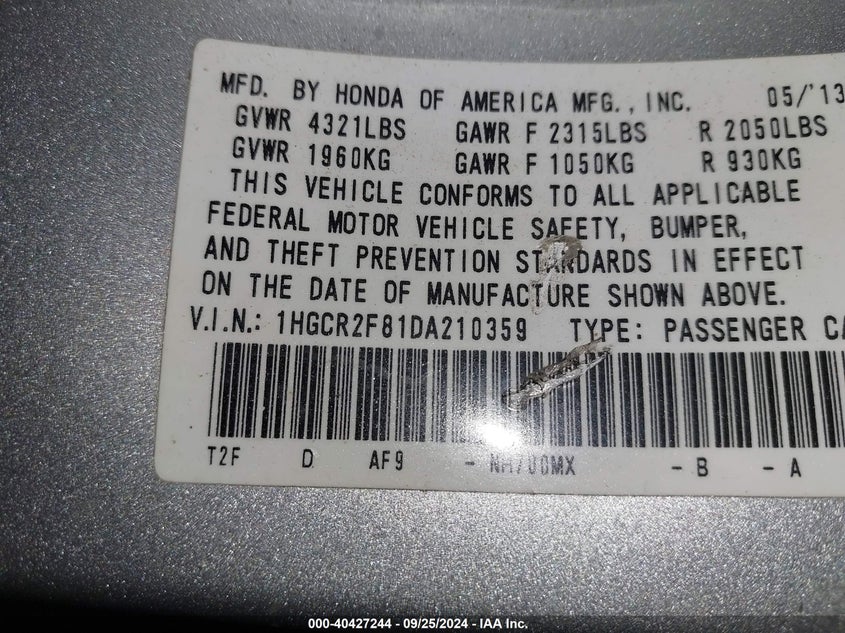 MFD. BY HONDA OF AMERICA MFG., INC. 05/'13
GVWR 4321LBS GAWR F 2315LBS R 2050LBS
GVWR 1960KG GAWR F 1050KG R 930KG
THIS VEHICLE CONFORMS TO ALL APPLICABLE
FEDERAL MOTOR VEHICLE SAFETY, BUMPER,
AND THEFT PREVENTION STANDARDS IN EFFECT
ON THE DATE OF MANUFACTURE SHOWN ABOVE.
V.I.N.: 1HGCR2F81DA210359 TYPE: PASSENGER CA
T2F D AF9 - NH700MX - B - A
000-40427244 - 09/25/2024 - IAA Inc.